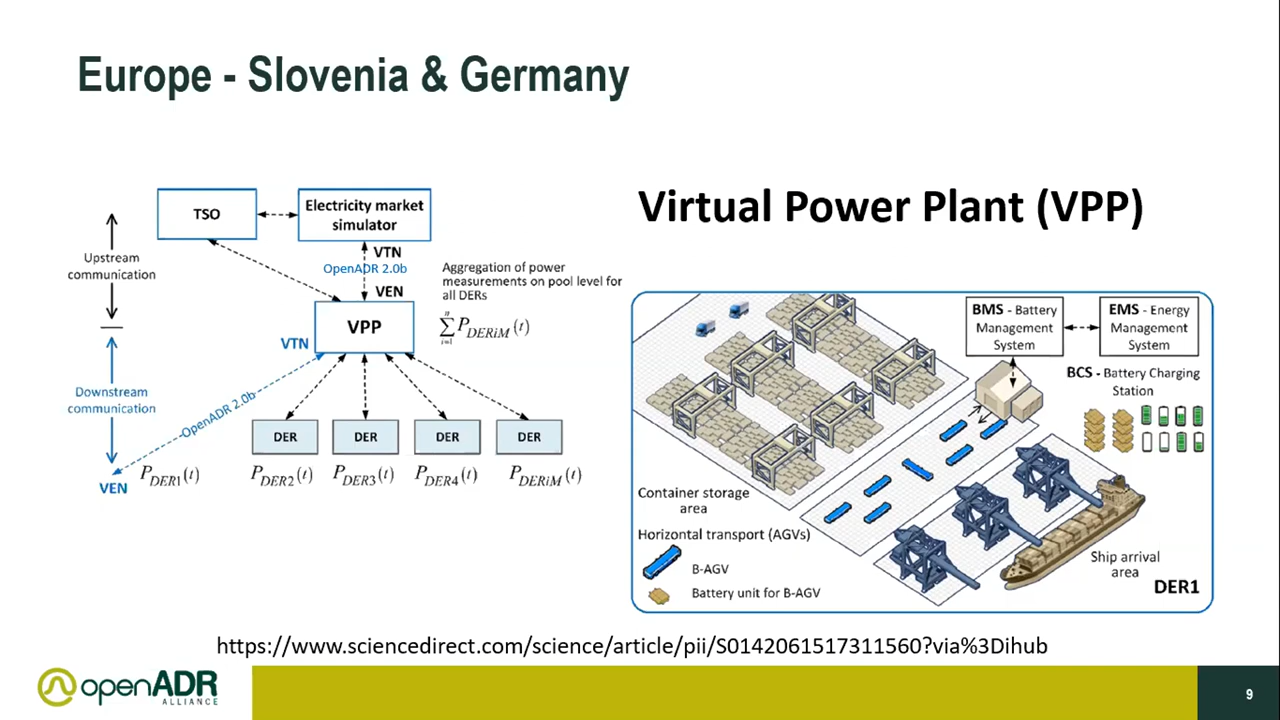 Europe - Slovenia & Germany
Virtual Power Plant (VPP)
TSO
Electricity market
simulator
VTN
OpenADR 2.0b
VEN
Upstream
communication
Aggregation of power
measurements on pool level for
all DERs
VPP
VTN
n
∑ P_DERiM (t)
i=1
Downstream
communication
OpenADR 2.0b
DER
DER
DER
DER
VEN
P_DER1(t)
P_DER2(t)
P_DER3(t)
P_DER4(t)
P_DERiM(t)
BMS - Battery
Management
System
EMS - Energy
Management
System
BCS - Battery Charging
Station
Container storage
area
Horizontal transport (AGVs)
B-AGV
Battery unit for B-AGV
Ship arrival
area
DER1
https://www.sciencedirect.com/science/article/pii/S0142061517311560?via%3Dihub
openADR
ALLIANCE
9